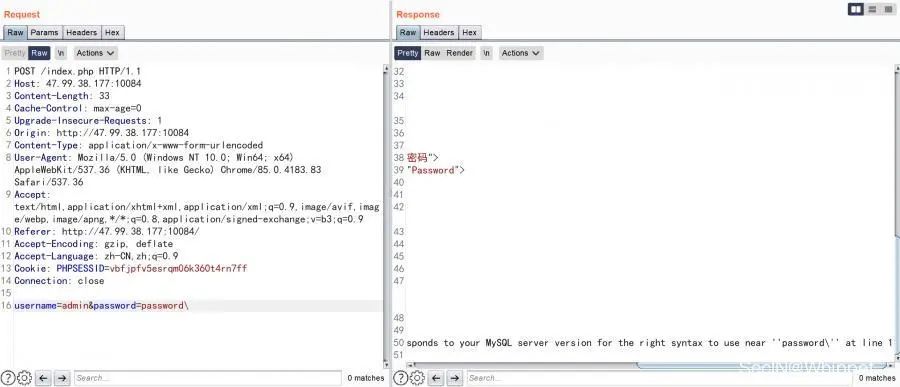 Request
Raw Params Headers Hex
Pretty Raw \n Actions
1 POST /index.php HTTP/1.1
2 Host: 47.99.38.177:10084
3 Content-Length: 33
4 Cache-Control: max-age=0
5 Upgrade-Insecure-Requests: 1
6 Origin: http://47.99.38.177:10084
7 Content-Type: application/x-www-form-urlencoded
8 User-Agent: Mozilla/5.0 (Windows NT 10.0; Win64; x64)
AppleWebKit/537.36 (KHTML, like Gecko) Chrome/85.0.4183.83
Safari/537.36
9 Accept:
text/html,application/xhtml+xml,application/xml;q=0.9,image/avif,imag
e/webp,image/apng,*/*;q=0.8,application/signed-exchange;v=b3;q=0.9
10 Referer: http://47.99.38.177:10084/
11 Accept-Encoding: gzip, deflate
12 Accept-Language: zh-CN,zh;q=0.9
13 Cookie: PHPSESSID=vbfjpfv5esrqm06k360t4rn7ff
14 Connection: close
15
16 username=admin&password=password\
Search...
0 matches
Response
Raw Headers Hex
Pretty Raw Render \n Actions
32
33
34
35
36
37
38 密码">
39 "Password">
40
41
42
43
44
45
46
47
48
49
50 sponds to your MySQL server version for the right syntax to use near ''password\'' at line 1
51
Search...
0 matches